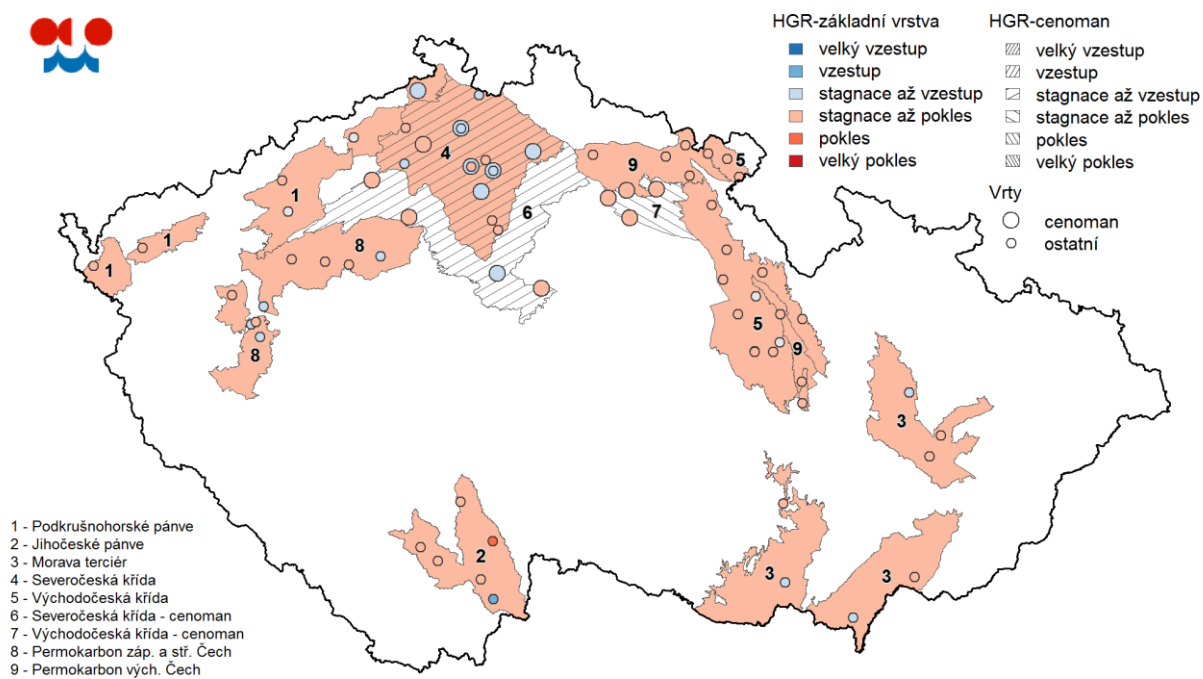 HGR-základní vrstva
velký vzestup
vzestup
stagnace až vzestup
stagnace až pokles
pokles
velký pokles
HGR-cenoman
velký vzestup
vzestup
stagnace až vzestup
stagnace až pokles
pokles
velký pokles
Vrty
cenoman
ostatní
4
9
5
1
7
6
1
8
1
5
9
8
3
2
3
3
1 - Podkrušnohorské pánve
2 - Jihočeské pánve
3 - Morava terciér
4 - Severočeská křída
5 - Východočeská křída
6 - Severočeská křída - cenoman
7 - Východočeská křída - cenoman
8 - Permokarbon záp. a stř. Čech
9 - Permokarbon vých. Čech